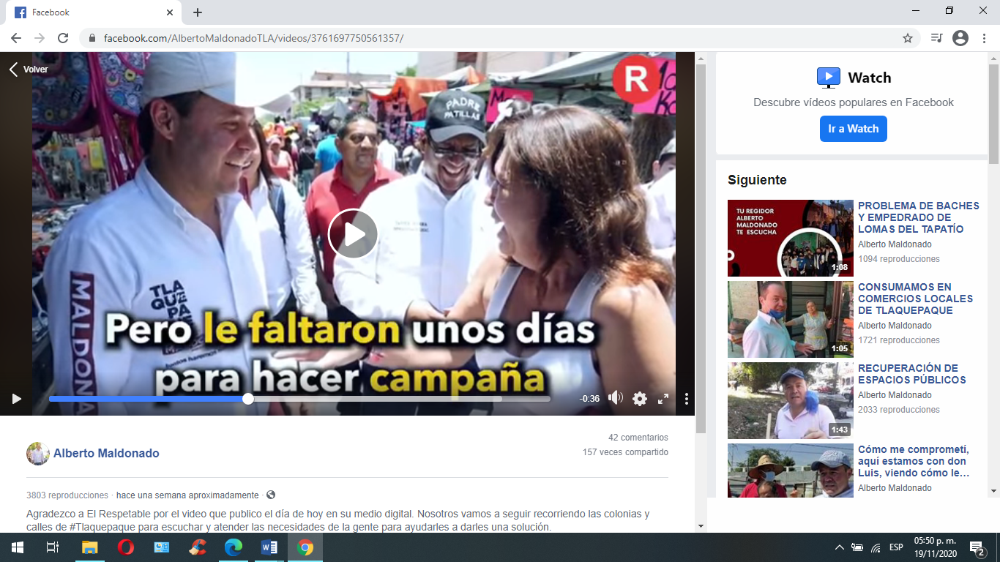 Facebook
facebook.com/AlbertoMaldonadoTLA/videos/3761697750561357/
Volver
R
PADRE
PATILLAS
MALDONA
TLA
QUE
PA
Pero le faltaron unos días
para hacer campaña
-0:36
Alberto Maldonado
42 comentarios
157 veces compartido
3803 reproducciones · hace una semana aproximadamente ·
Agradezco a El Respetable por el video que publico el día de hoy en su medio digital. Nosotros vamos a seguir recorriendo las colonias y
calles de #Tlaquepaque para escuchar y atender las necesidades de la gente para ayudarles a darles una solución.
Watch
Descubre vídeos populares en Facebook
Ir a Watch
Siguiente
TU REGIDOR
ALBERTO
MALDONADO
TE ESCUCHA
1:08
PROBLEMA DE BACHES
Y EMPEDRADO DE
LOMAS DEL TAPATÍO
Alberto Maldonado
1094 reproducciones
1:05
CONSUMAMOS EN
COMERCIOS LOCALES
DE TLAQUEPAQUE
Alberto Maldonado
1721 reproducciones
1:43
RECUPERACIÓN DE
ESPACIOS PÚBLICOS
Alberto Maldonado
2033 reproducciones
Cómo me comprometí,
aquí estamos con don
Luis, viendo cómo le…
Alberto Maldonado
ESP
05:50 p. m.
19/11/2020
2